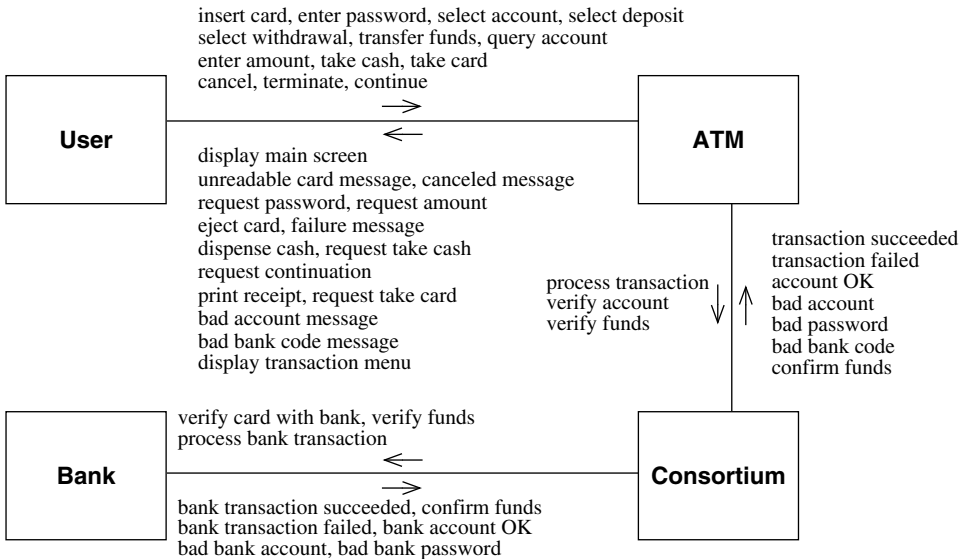 insert card, enter password, select account, select deposit
select withdrawal, transfer funds, query account
enter amount, take cash, take card
cancel, terminate, continue
User
ATM
display main screen
unreadable card message, canceled message
request password, request amount
eject card, failure message
dispense cash, request take cash
request continuation
print receipt, request take card
bad account message
bad bank code message
display transaction menu
process transaction
verify account
verify funds
transaction succeeded
transaction failed
account OK
bad account
bad password
bad bank code
confirm funds
verify card with bank, verify funds
process bank transaction
Bank
Consortium
bank transaction succeeded, confirm funds
bank transaction failed, bank account OK
bad bank account, bad bank password